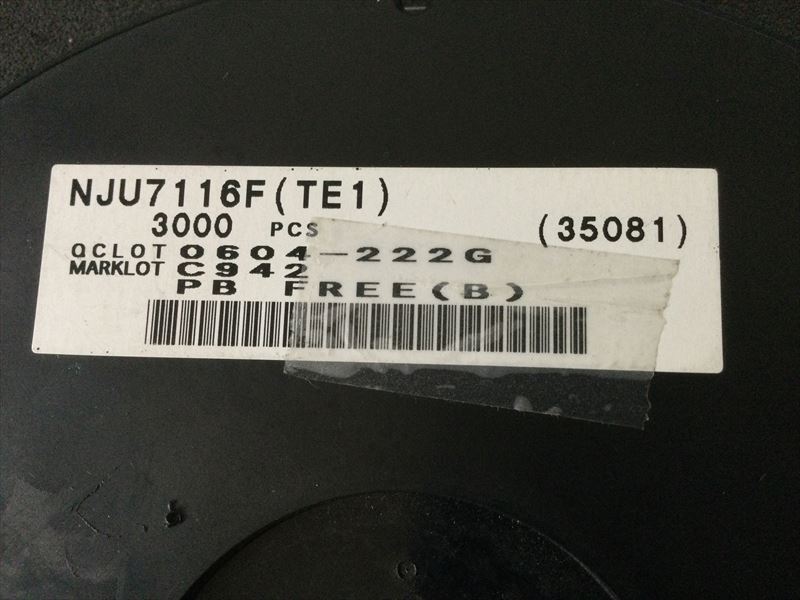 NJU7116F(TE1)
3000 PCS (35081)
QCLOT 0604-222G
MARKLOT C942
PB FREE(B)